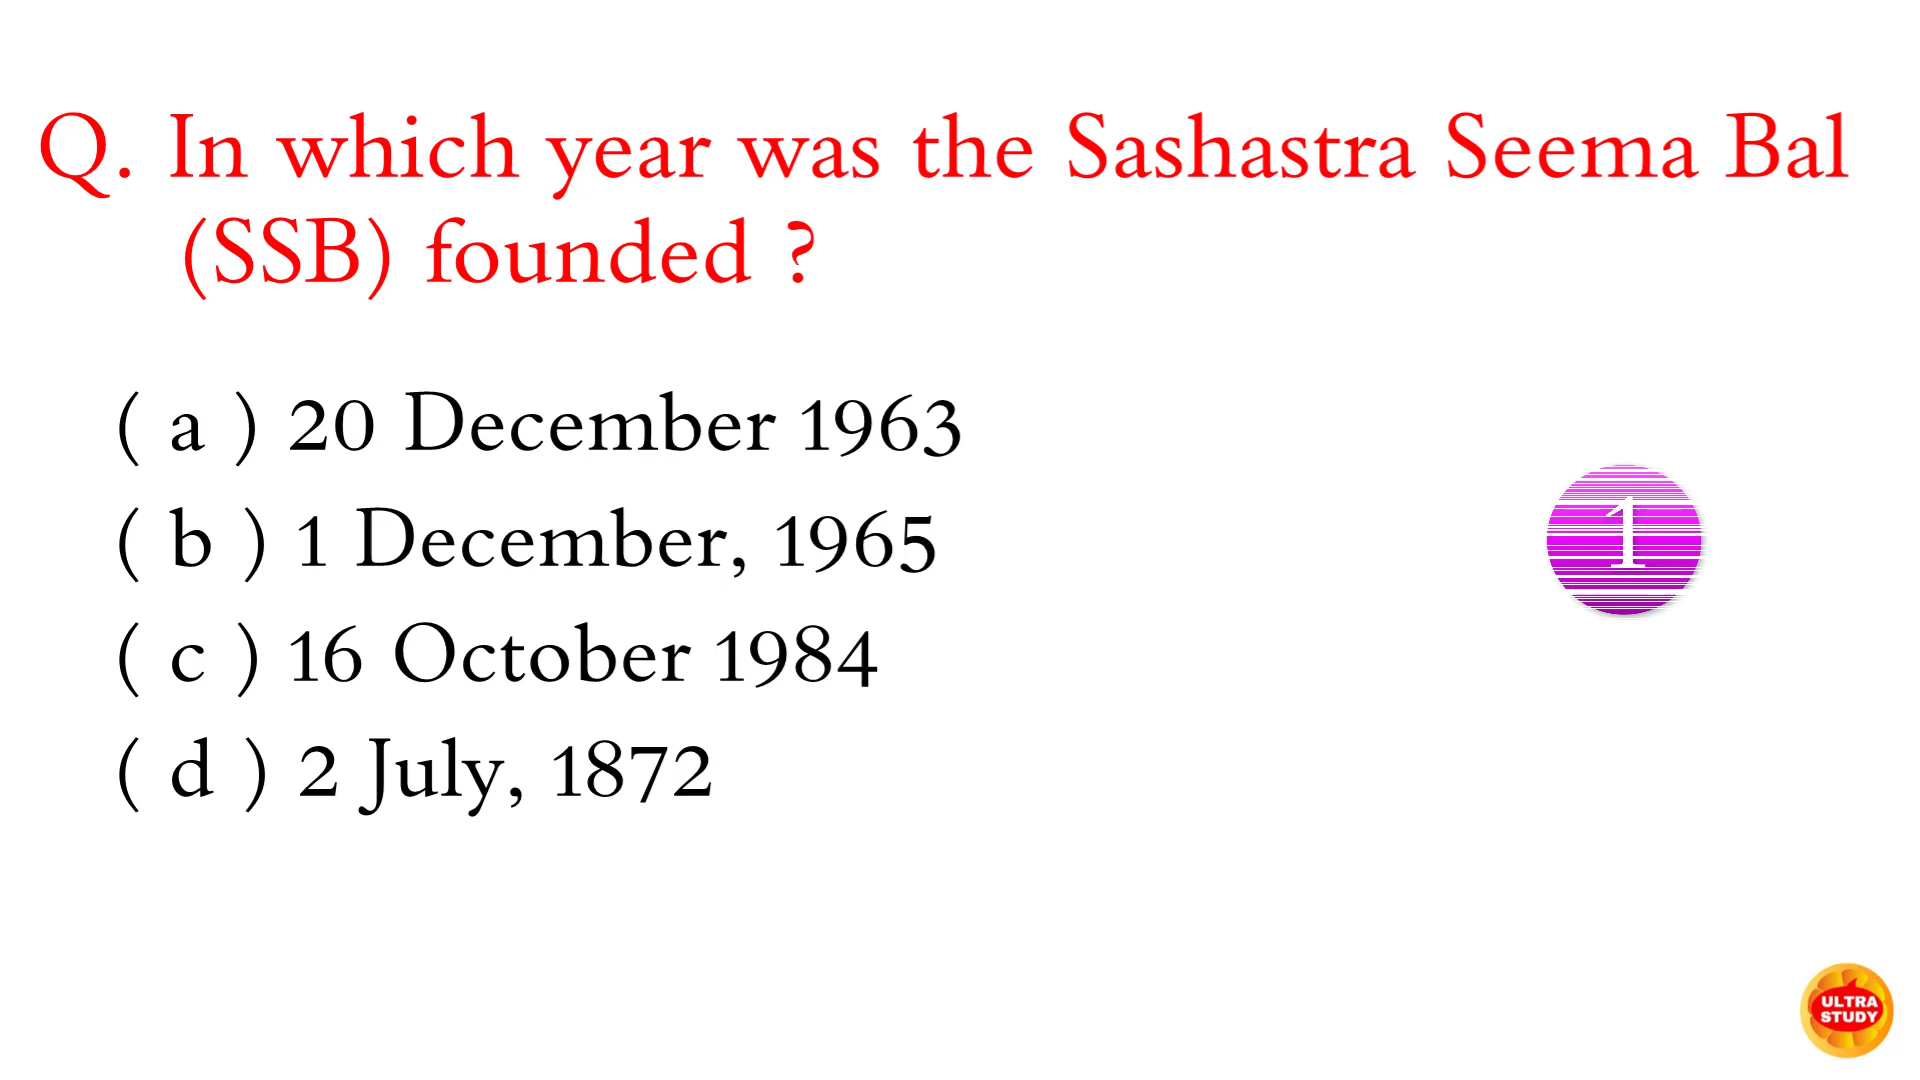 Q. In which year was the Sashastra Seema Bal
(SSB) founded ?
( a ) 20 December 1963
( b ) 1 December, 1965
1
( c ) 16 October 1984
( d ) 2 July, 1872
ULTRA
STUDY